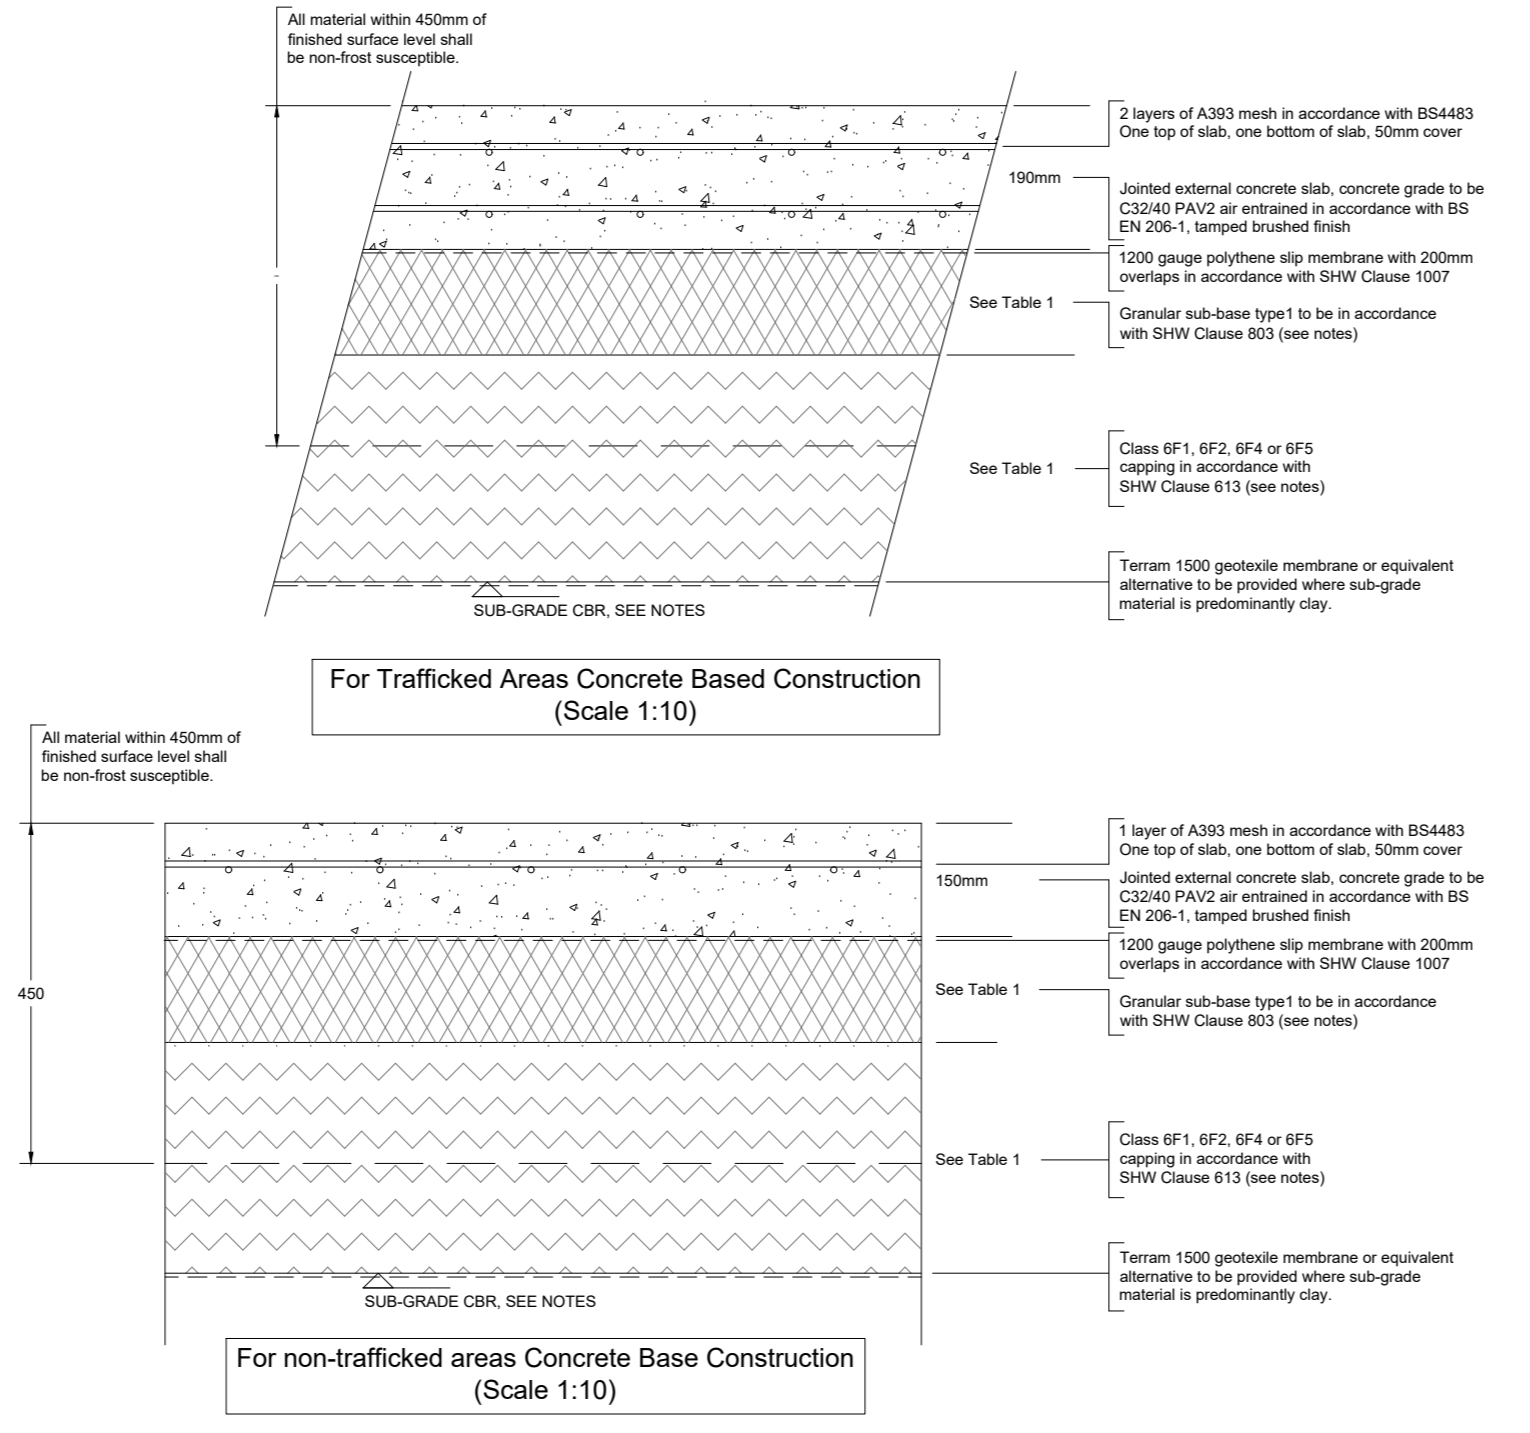 All material within 450mm of
finished surface level shall
be non-frost susceptible.
2 layers of A393 mesh in accordance with BS4483
One top of slab, one bottom of slab, 50mm cover
190mm
Jointed external concrete slab, concrete grade to be
C32/40 PAV2 air entrained in accordance with BS
EN 206-1, tamped brushed finish
1200 gauge polythene slip membrane with 200mm
overlaps in accordance with SHW Clause 1007
See Table 1
Granular sub-base type1 to be in accordance
with SHW Clause 803 (see notes)
See Table 1
Class 6F1, 6F2, 6F4 or 6F5
capping in accordance with
SHW Clause 613 (see notes)
Terram 1500 geotexile membrane or equivalent
alternative to be provided where sub-grade
material is predominantly clay.
SUB-GRADE CBR, SEE NOTES
For Trafficked Areas Concrete Based Construction
(Scale 1:10)
All material within 450mm of
finished surface level shall
be non-frost susceptible.
1 layer of A393 mesh in accordance with BS4483
One top of slab, one bottom of slab, 50mm cover
150mm
Jointed external concrete slab, concrete grade to be
C32/40 PAV2 air entrained in accordance with BS
EN 206-1, tamped brushed finish
1200 gauge polythene slip membrane with 200mm
overlaps in accordance with SHW Clause 1007
450
See Table 1
Granular sub-base type1 to be in accordance
with SHW Clause 803 (see notes)
See Table 1
Class 6F1, 6F2, 6F4 or 6F5
capping in accordance with
SHW Clause 613 (see notes)
Terram 1500 geotexile membrane or equivalent
alternative to be provided where sub-grade
material is predominantly clay.
SUB-GRADE CBR, SEE NOTES
For non-trafficked areas Concrete Base Construction
(Scale 1:10)